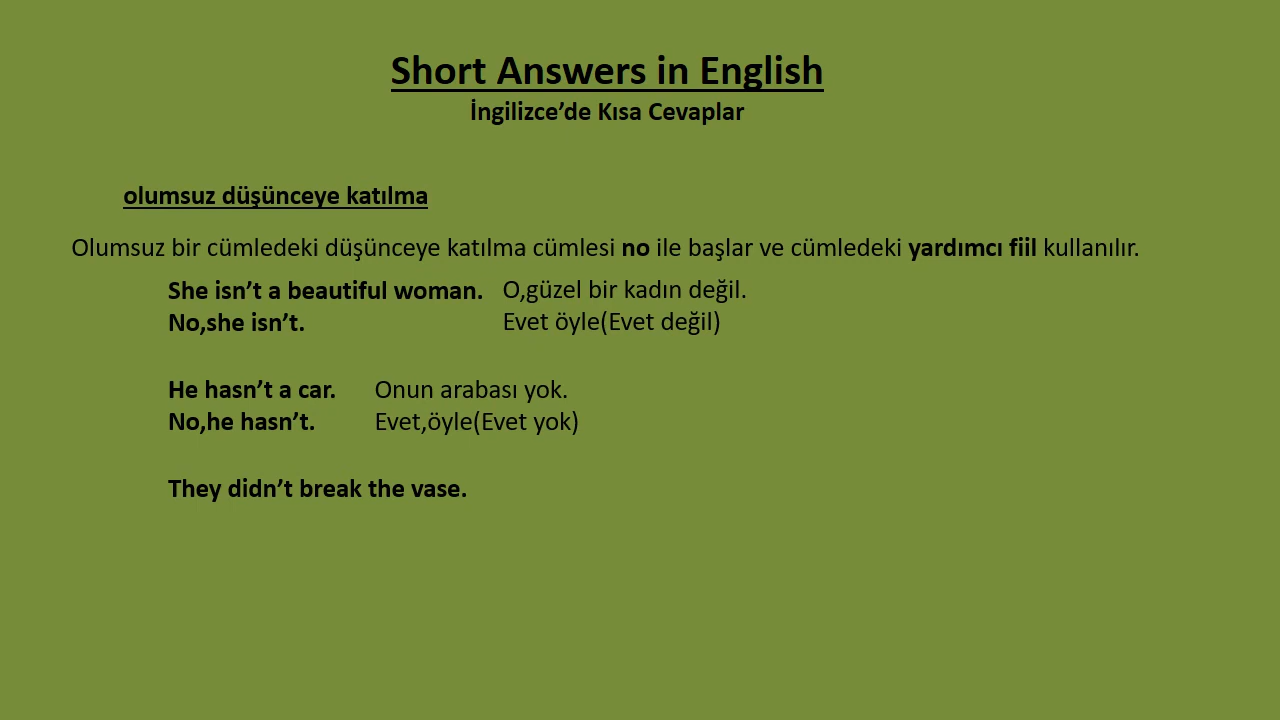 Short Answers in English
İngilizce’de Kısa Cevaplar
olumsuz düşünceye katılma
Olumsuz bir cümledeki düşünceye katılma cümlesi no ile başlar ve cümledeki yardımcı fiil kullanılır.
She isn’t a beautiful woman. O,güzel bir kadın değil.
No,she isn’t. Evet öyle(Evet değil)
He hasn’t a car. Onun arabası yok.
No,he hasn’t. Evet,öyle(Evet yok)
They didn’t break the vase.